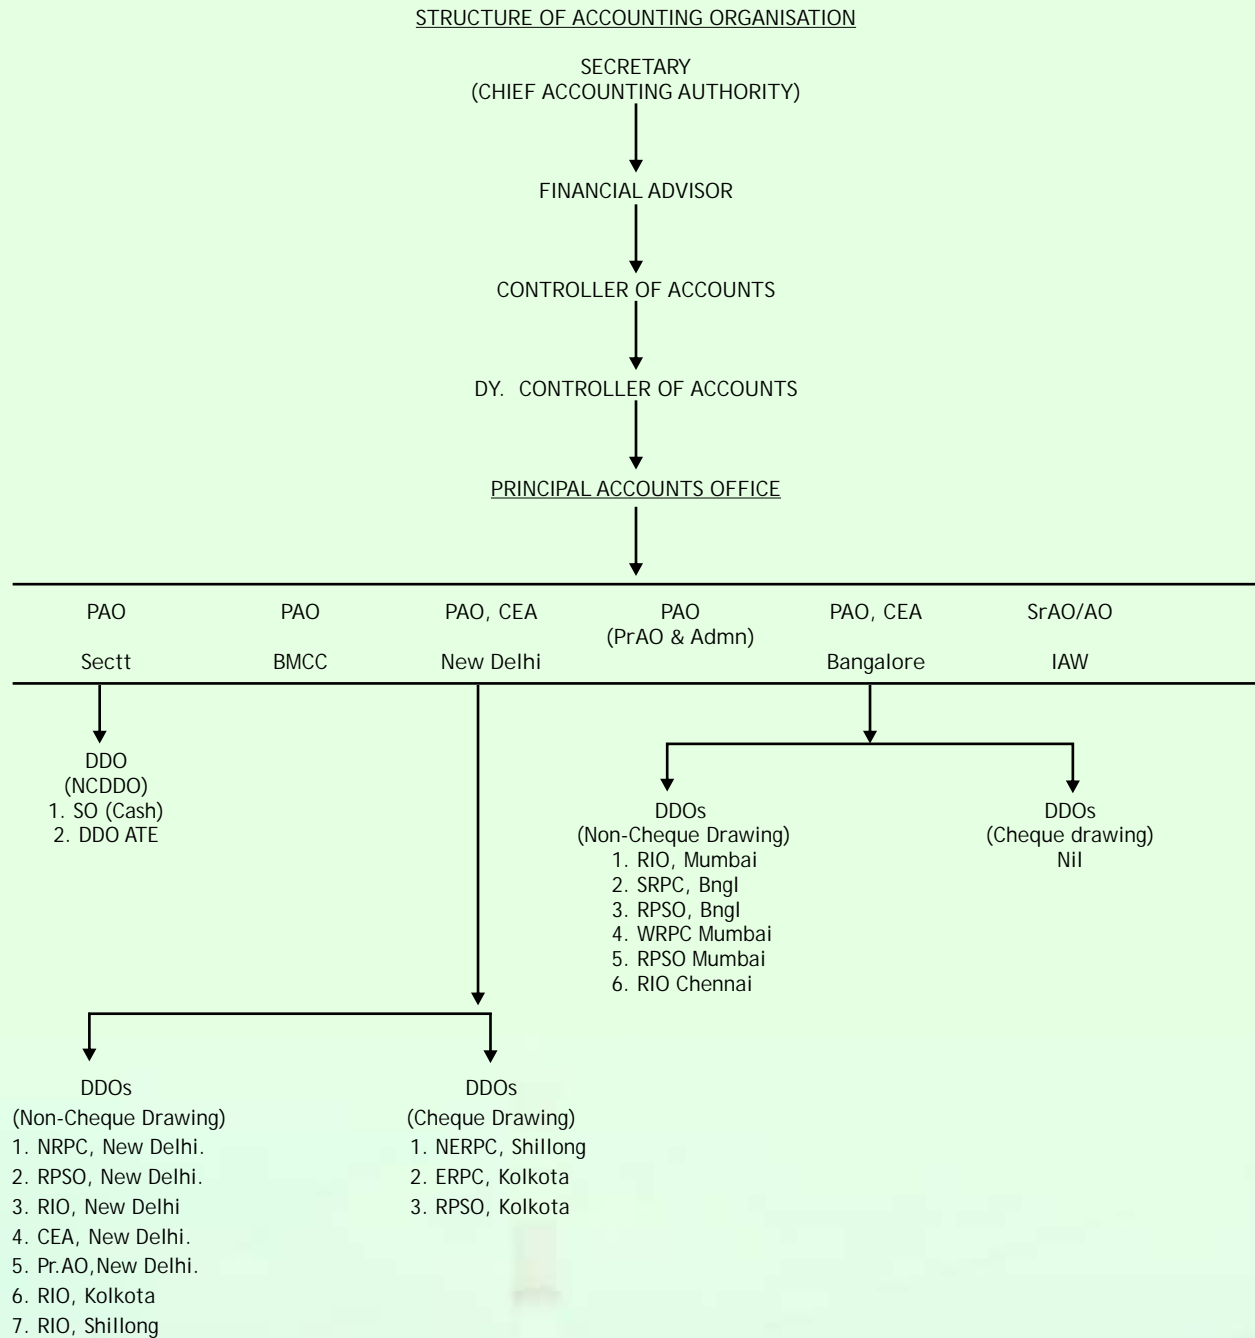 STRUCTURE OF ACCOUNTING ORGANISATION
SECRETARY
(CHIEF ACCOUNTING AUTHORITY)
FINANCIAL ADVISOR
CONTROLLER OF ACCOUNTS
DY. CONTROLLER OF ACCOUNTS
PRINCIPAL ACCOUNTS OFFICE
PAO
Sectt
PAO
BMCC
PAO, CEA
New Delhi
PAO
(PrAO & Admn)
PAO, CEA
Bangalore
SrAO/AO
IAW
DDO
(NCDDO)
1. SO (Cash)
2. DDO ATE
DDOs
(Non-Cheque Drawing)
1. RIO, Mumbai
2. SRPC, Bngl
3. RPSO, Bngl
4. WRPC Mumbai
5. RPSO Mumbai
6. RIO Chennai
DDOs
(Cheque drawing)
Nil
DDOs
(Non-Cheque Drawing)
1. NRPC, New Delhi.
2. RPSO, New Delhi.
3. RIO, New Delhi
4. CEA, New Delhi.
5. Pr.AO,New Delhi.
6. RIO, Kolkota
7. RIO, Shillong
DDOs
(Cheque Drawing)
1. NERPC, Shillong
2. ERPC, Kolkota
3. RPSO, Kolkota